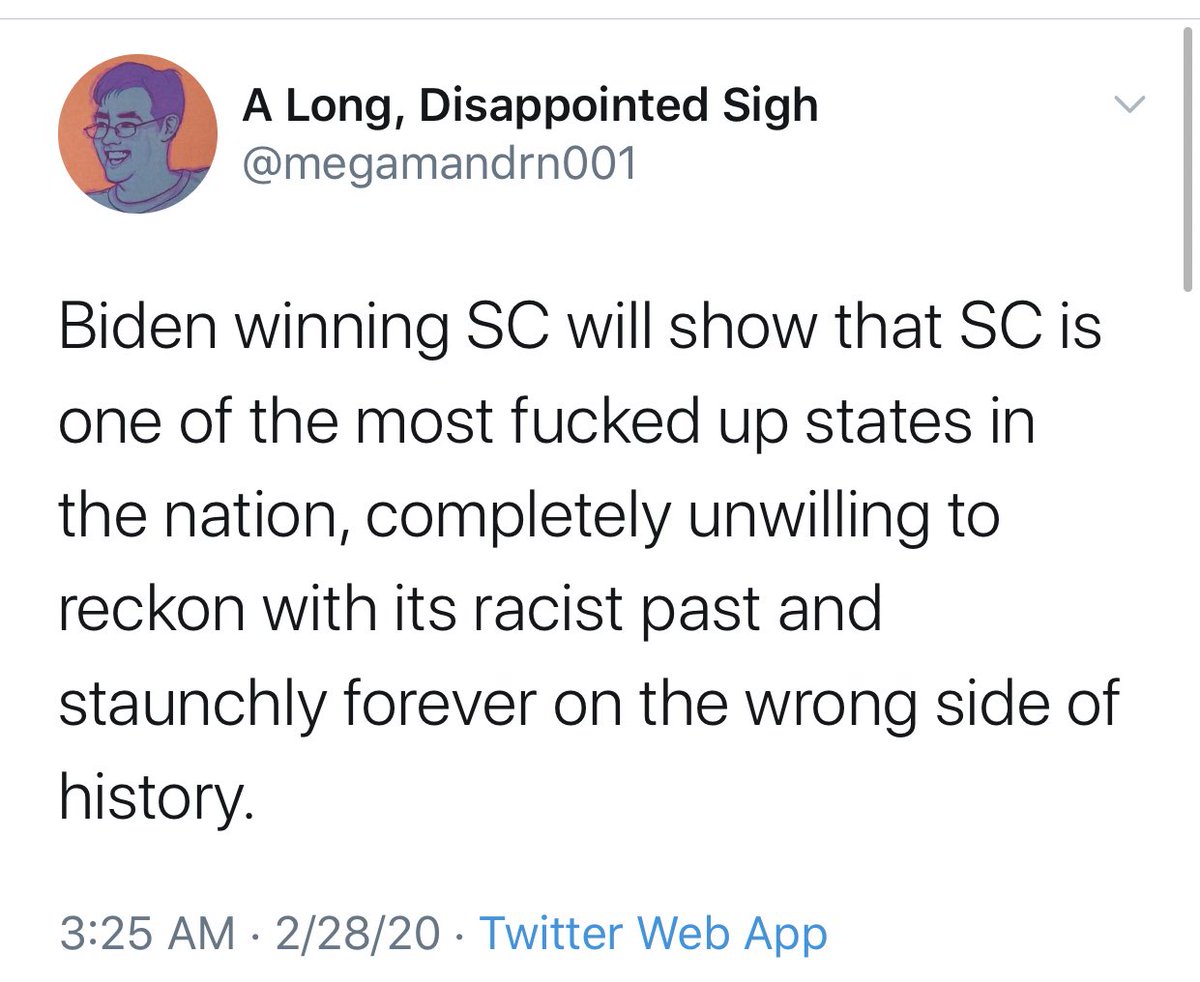 A Long, Disappointed Sigh
@megamandrn001
Biden winning SC will show that SC is
one of the most fucked up states in
the nation, completely unwilling to
reckon with its racist past and
staunchly forever on the wrong side of
history.
3:25 AM · 2/28/20 · Twitter Web App